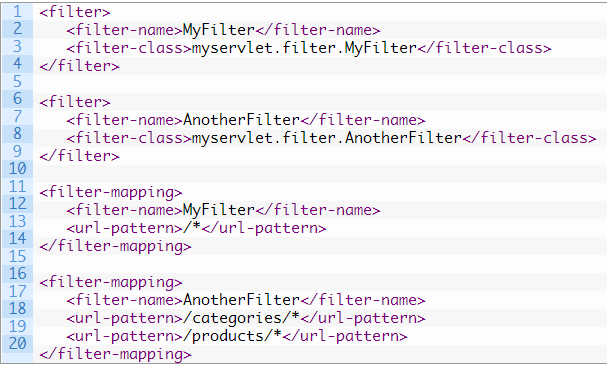 1 <filter>
2 <filter-name>MyFilter</filter-name>
3 <filter-class>myservlet.filter.MyFilter</filter-class>
4 </filter>
5
6 <filter>
7 <filter-name>AnotherFilter</filter-name>
8 <filter-class>myservlet.filter.AnotherFilter</filter-class>
9 </filter>
10
11 <filter-mapping>
12 <filter-name>MyFilter</filter-name>
13 <url-pattern>/*</url-pattern>
14 </filter-mapping>
15
16 <filter-mapping>
17 <filter-name>AnotherFilter</filter-name>
18 <url-pattern>/categories/*</url-pattern>
19 <url-pattern>/products/*</url-pattern>
20 </filter-mapping>